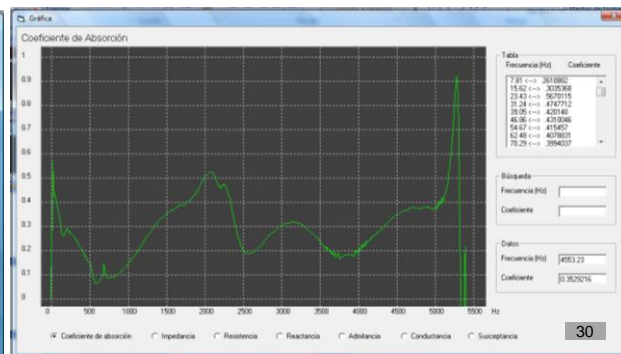 Gráfica
Coeficiente de Absorción
1
0.9
0.8
0.7
0.6
0.5
0.4
0.3
0.2
0.1
0
0 500 1000 1500 2000 2500 3000 3500 4000 4500 5000 5500 Hz
Tabla
Frecuencia (Hz) Coeficiente
7.81 <--> .2610882
15.62 <--> .3035368
23.43 <--> .5670115
31.24 <--> .4747712
39.05 <--> .420148
46.86 <--> .4310046
54.67 <--> .415457
62.48 <--> .4078831
70.29 <--> .3994037
Búsqueda
Frecuencia (Hz)
Coeficiente
Datos
Frecuencia (Hz) 4553.23
Coeficiente 0.3529216
Coeficiente de absorción Impedancia Resistencia Reactancia Admitancia Conductancia Susceptancia
30